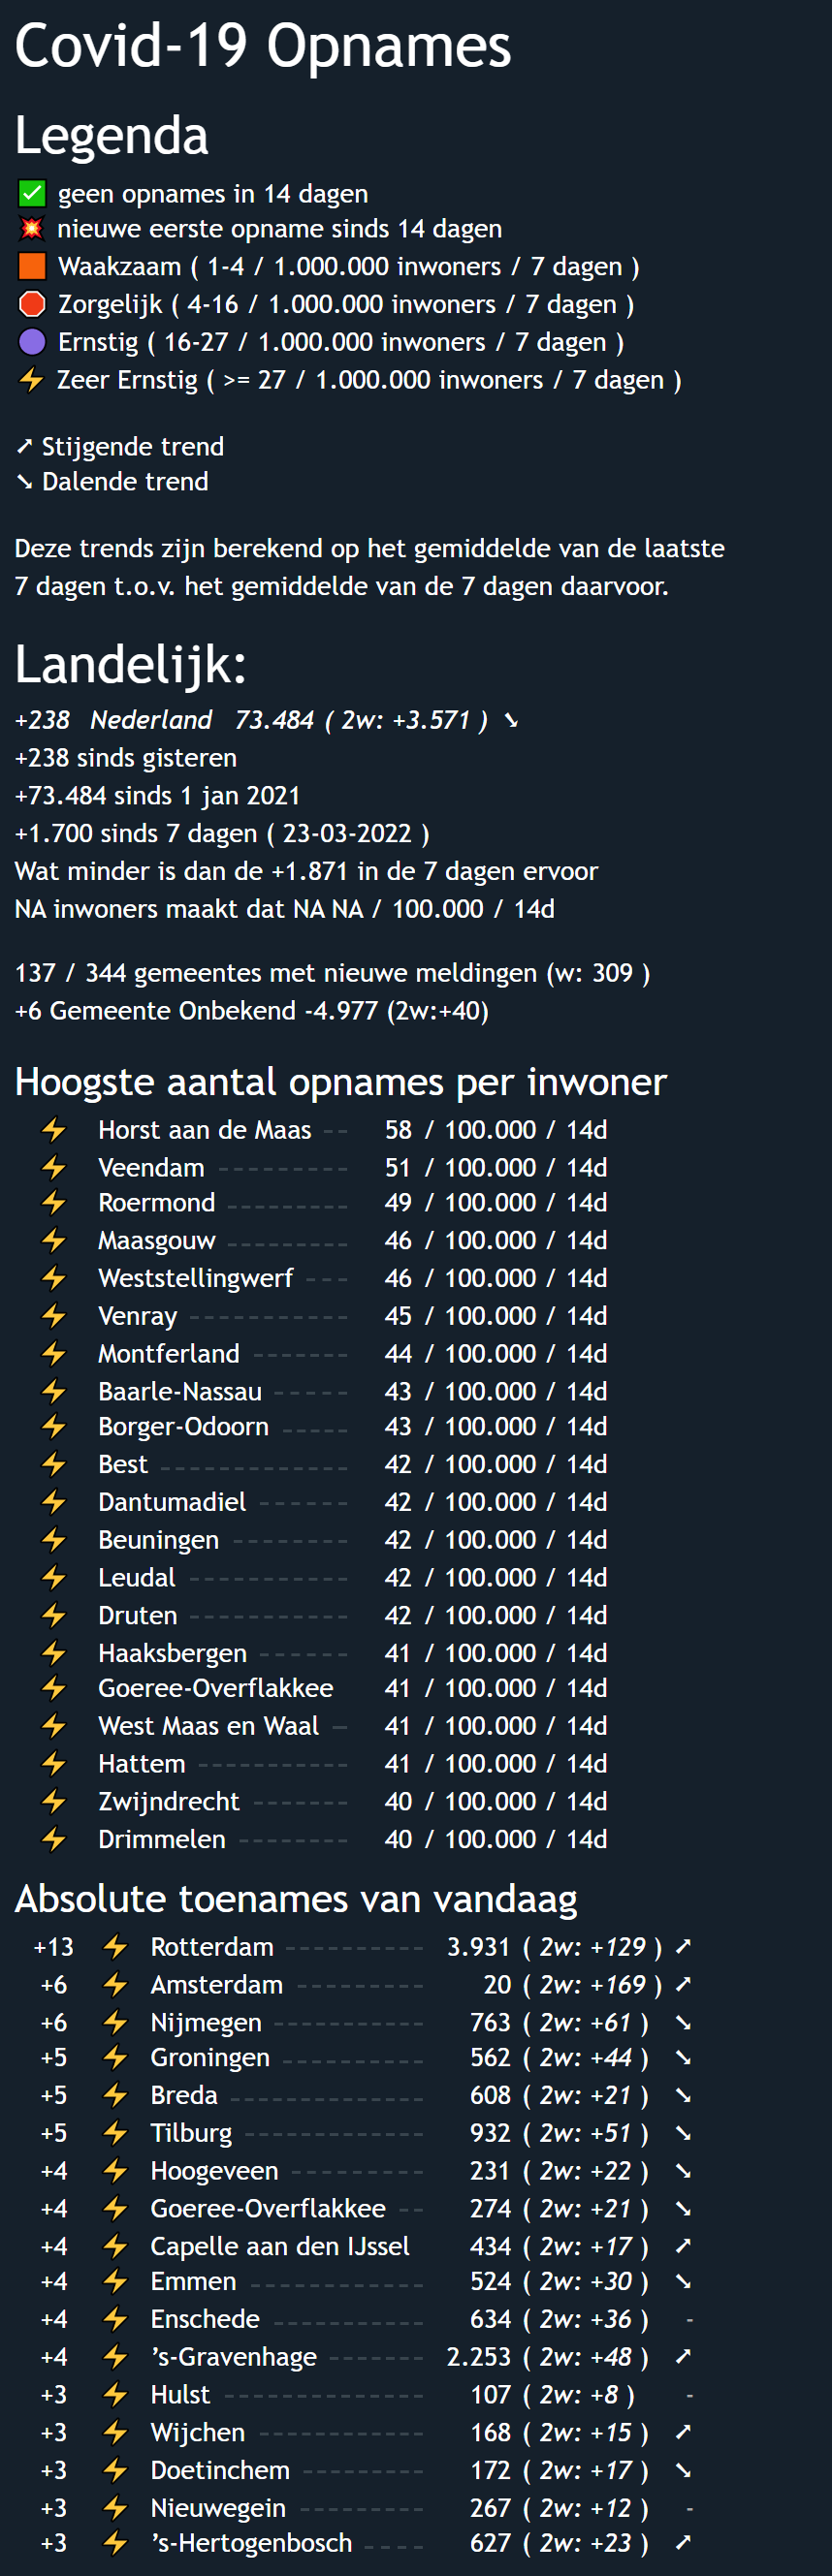 Covid-19 Opnames
Legenda
✅ geen opnames in 14 dagen
💥 nieuwe eerste opname sinds 14 dagen
🟧 Waakzaam ( 1-4 / 1.000.000 inwoners / 7 dagen )
🛑 Zorgelijk ( 4-16 / 1.000.000 inwoners / 7 dagen )
🟣 Ernstig ( 16-27 / 1.000.000 inwoners / 7 dagen )
⚡ Zeer Ernstig ( >= 27 / 1.000.000 inwoners / 7 dagen )
➚ Stijgende trend
➘ Dalende trend
Deze trends zijn berekend op het gemiddelde van de laatste
7 dagen t.o.v. het gemiddelde van de 7 dagen daarvoor.
Landelijk:
+238 Nederland 73.484 ( 2w: +3.571 ) ➘
+238 sinds gisteren
+73.484 sinds 1 jan 2021
+1.700 sinds 7 dagen ( 23-03-2022 )
Wat minder is dan de +1.871 in de 7 dagen ervoor
NA inwoners maakt dat NA NA / 100.000 / 14d
137 / 344 gemeentes met nieuwe meldingen (w: 309 )
+6 Gemeente Onbekend -4.977 (2w:+40)
Hoogste aantal opnames per inwoner
⚡ Horst aan de Maas -- 58 / 100.000 / 14d
⚡ Veendam --------- 51 / 100.000 / 14d
⚡ Roermond --------- 49 / 100.000 / 14d
⚡ Maasgouw --------- 46 / 100.000 / 14d
⚡ Weststellingwerf --- 46 / 100.000 / 14d
⚡ Venray ----------- 45 / 100.000 / 14d
⚡ Montferland ------- 44 / 100.000 / 14d
⚡ Baarle-Nassau ----- 43 / 100.000 / 14d
⚡ Borger-Odoorn ----- 43 / 100.000 / 14d
⚡ Best ------------- 42 / 100.000 / 14d
⚡ Dantumadiel ------ 42 / 100.000 / 14d
⚡ Beuningen -------- 42 / 100.000 / 14d
⚡ Leudal ----------- 42 / 100.000 / 14d
⚡ Druten ----------- 42 / 100.000 / 14d
⚡ Haaksbergen ------ 41 / 100.000 / 14d
⚡ Goeree-Overflakkee 41 / 100.000 / 14d
⚡ West Maas en Waal - 41 / 100.000 / 14d
⚡ Hattem ----------- 41 / 100.000 / 14d
⚡ Zwijndrecht ------- 40 / 100.000 / 14d
⚡ Drimmelen -------- 40 / 100.000 / 14d
Absolute toenames van vandaag
+13 ⚡ Rotterdam ---------- 3.931 ( 2w: +129 ) ➚
+6 ⚡ Amsterdam --------- 20 ( 2w: +169 ) ➚
+6 ⚡ Nijmegen ----------- 763 ( 2w: +61 ) ➘
+5 ⚡ Groningen ---------- 562 ( 2w: +44 ) ➘
+5 ⚡ Breda -------------- 608 ( 2w: +21 ) ➘
+5 ⚡ Tilburg ------------- 932 ( 2w: +51 ) ➘
+4 ⚡ Hoogeveen ---------- 231 ( 2w: +22 ) ➘
+4 ⚡ Goeree-Overflakkee -- 274 ( 2w: +21 ) ➘
+4 ⚡ Capelle aan den IJssel 434 ( 2w: +17 ) ➚
+4 ⚡ Emmen ------------ 524 ( 2w: +30 ) ➘
+4 ⚡ Enschede ----------- 634 ( 2w: +36 ) -
+4 ⚡ ’s-Gravenhage ------- 2.253 ( 2w: +48 ) ➚
+3 ⚡ Hulst -------------- 107 ( 2w: +8 ) -
+3 ⚡ Wijchen ------------ 168 ( 2w: +15 ) ➚
+3 ⚡ Doetinchem --------- 172 ( 2w: +17 ) ➘
+3 ⚡ Nieuwegein --------- 267 ( 2w: +12 ) -
+3 ⚡ ’s-Hertogenbosch ---- 627 ( 2w: +23 ) ➚